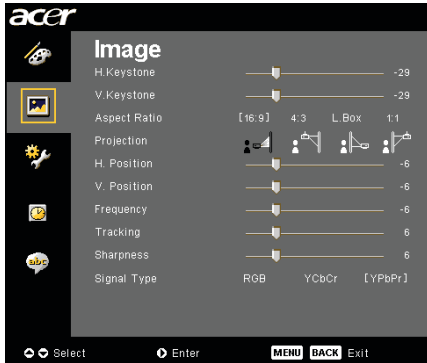 acer
Image
H.Keystone -29
V.Keystone -29
Aspect Ratio [16:9] 4:3 L.Box 1:1
Projection
H. Position -6
V. Position -6
Frequency -6
Tracking 6
Sharpness 6
Signal Type RGB YCbCr [YPbPr]
abc
Select Enter MENU BACK Exit